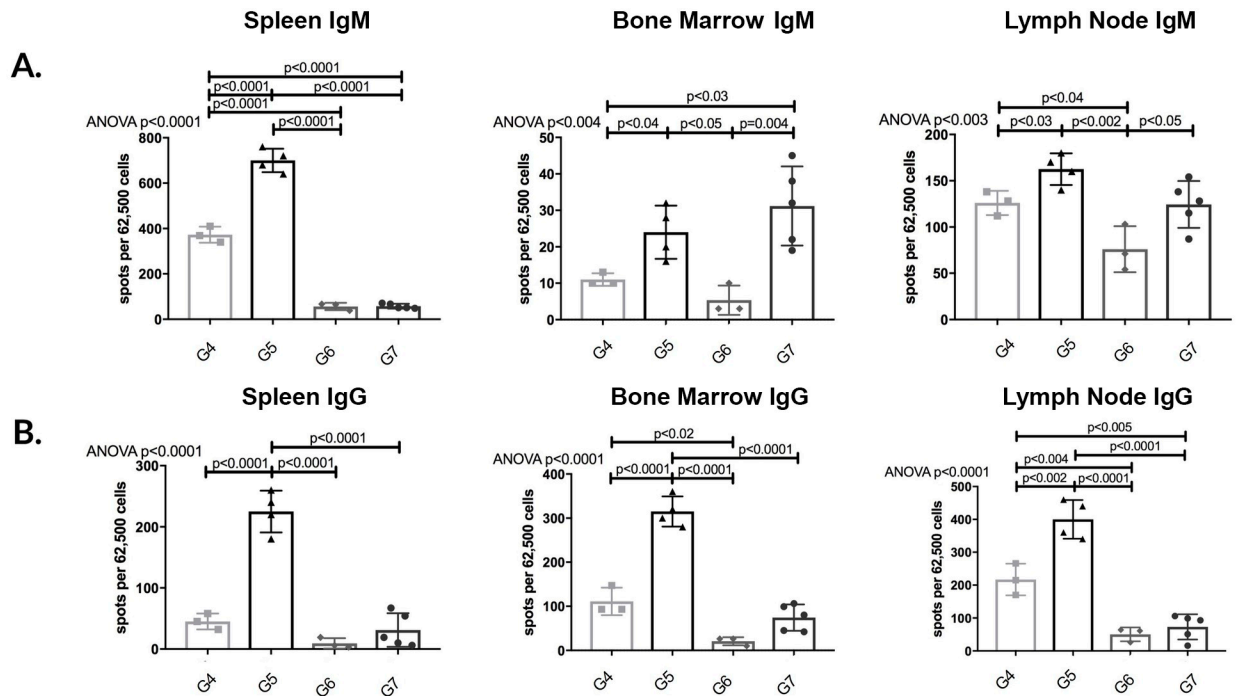 A.
Spleen IgM
p<0.0001
p<0.0001 p<0.0001
p<0.0001
ANOVA p<0.0001 p<0.0001
spots per 62,500 cells
800
600
400
200
0
G4 G5 G6 G7
Bone Marrow IgM
p<0.03
ANOVA p<0.004 p<0.04 p<0.05 p=0.004
spots per 62,500 cells
50
40
30
20
10
0
G4 G5 G6 G7
Lymph Node IgM
p<0.04
ANOVA p<0.003 p<0.03 p<0.002 p<0.05
spots per 62,500 cells
200
150
100
50
0
G4 G5 G6 G7
B.
Spleen IgG
p<0.0001
ANOVA p<0.0001
p<0.0001 p<0.0001
spots per 62,500 cells
300
200
100
0
G4 G5 G6 G7
Bone Marrow IgG
p<0.02
p<0.0001
ANOVA p<0.0001
p<0.0001 p<0.0001
spots per 62,500 cells
400
300
200
100
0
G4 G5 G6 G7
Lymph Node IgG
p<0.005
p<0.0001
p<0.004
ANOVA p<0.0001
p<0.002 p<0.0001
spots per 62,500 cells
500
400
300
200
100
0
G4 G5 G6 G7